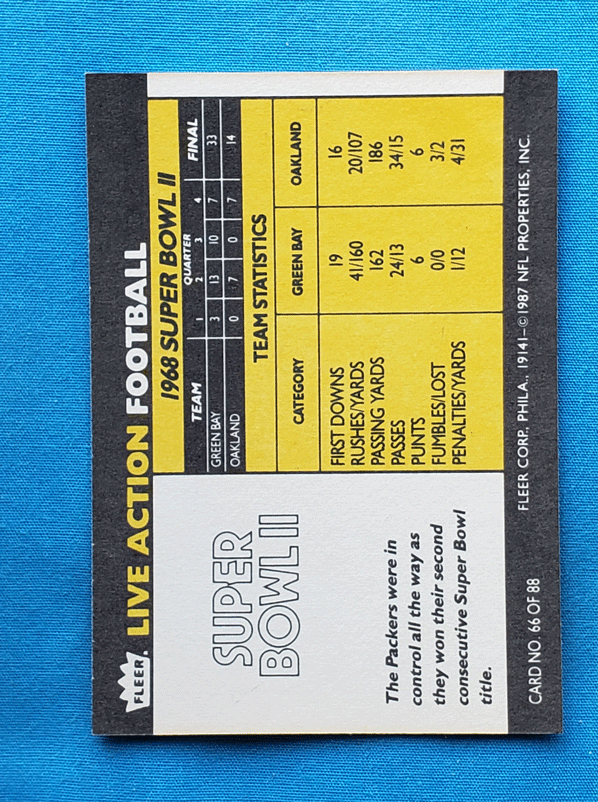 FLEER. LIVE ACTION FOOTBALL
SUPER
BOWL II
The Packers were in
control all the way as
they won their second
consecutive Super Bowl
title.
1968 SUPER BOWL II
QUARTER
TEAM 1 2 3 4 FINAL
GREEN BAY 3 13 10 7 33
OAKLAND 0 7 0 7 14
TEAM STATISTICS
CATEGORY GREEN BAY OAKLAND
FIRST DOWNS 19 16
RUSHES/YARDS 41/160 20/107
PASSING YARDS 162 186
PASSES 24/13 34/15
PUNTS 6 6
FUMBLES/LOST 0/0 3/2
PENALTIES/YARDS 1/12 4/31
CARD NO. 66 OF 88 FLEER CORP., PHILA., 19141–©1987 NFL PROPERTIES, INC.